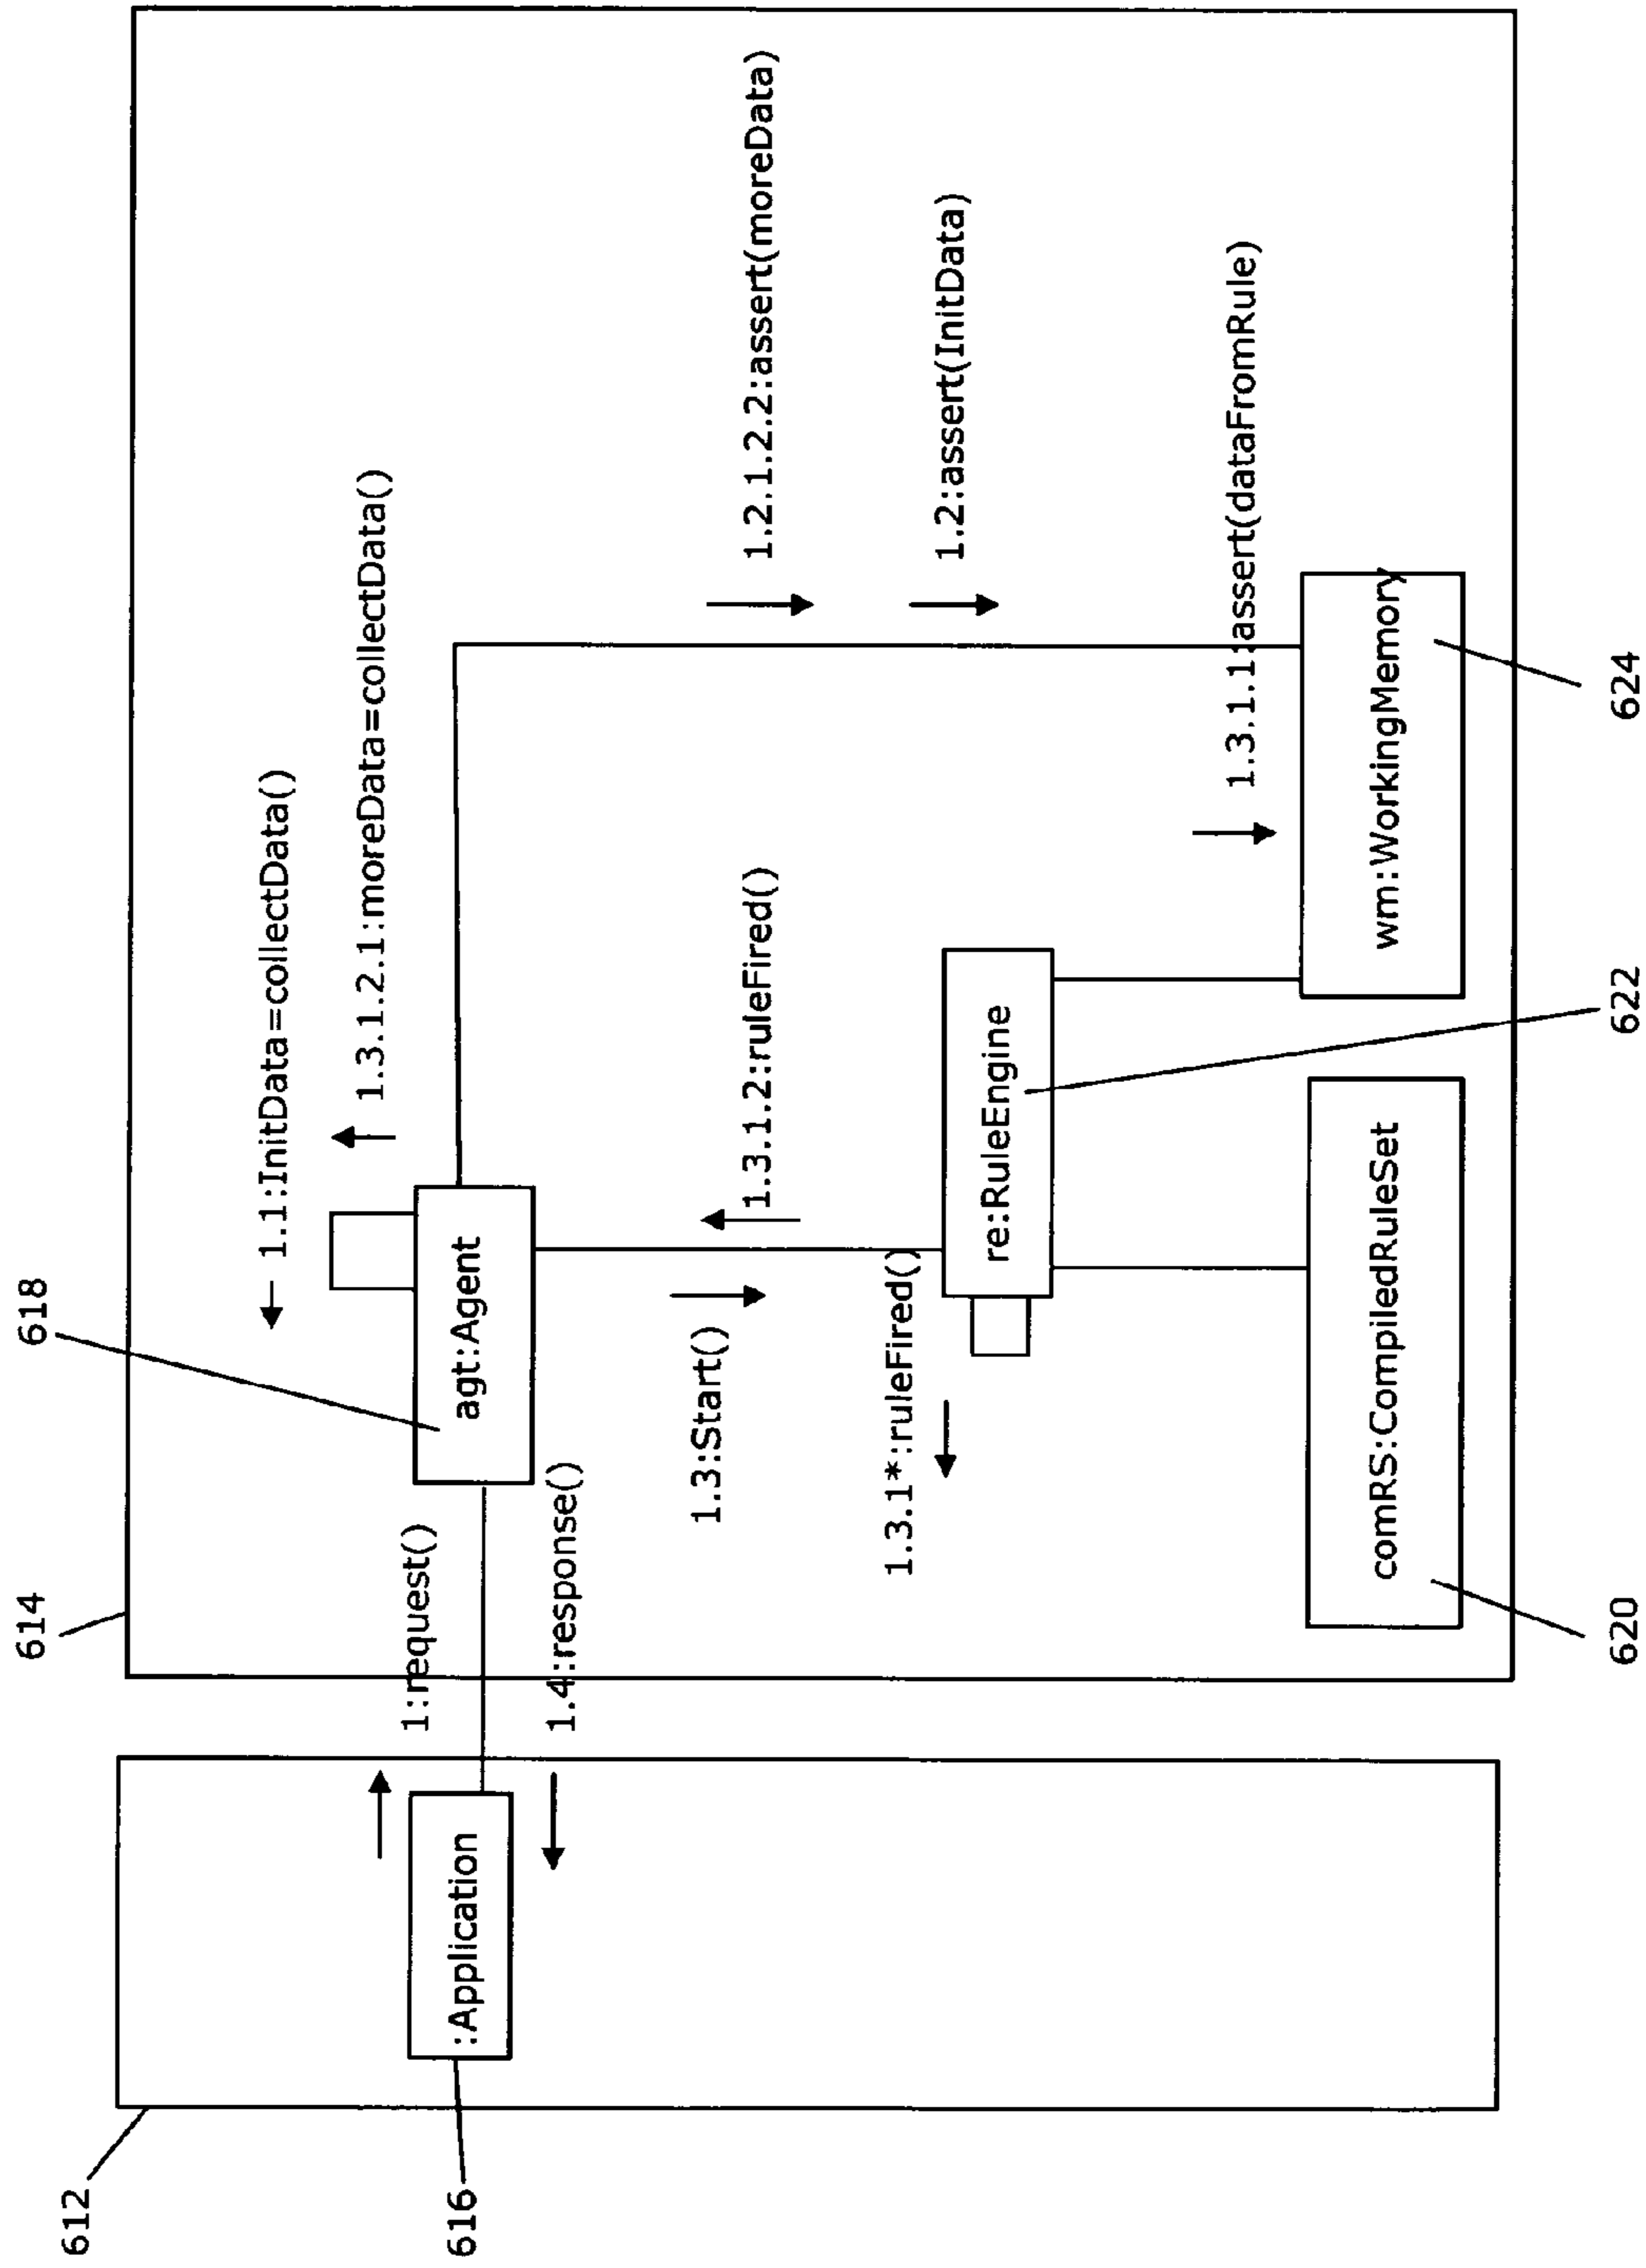 612
614
618
616
:Application
1:request()
1.4:response()
1.1:InitData=collectData()
1.3.1.2.1:moreData=collectData()
agt:Agent
1.3:Start()
1.3.1.2:ruleFired()
1.2.1.2.2:assert(moreData)
1.3.1*:ruleFired()
1.2:assert(InitData)
re:RuleEngine
1.3.1.1:assert(dataFromRule)
comRS:CompiledRuleSet
wm:WorkingMemory
620
622
624